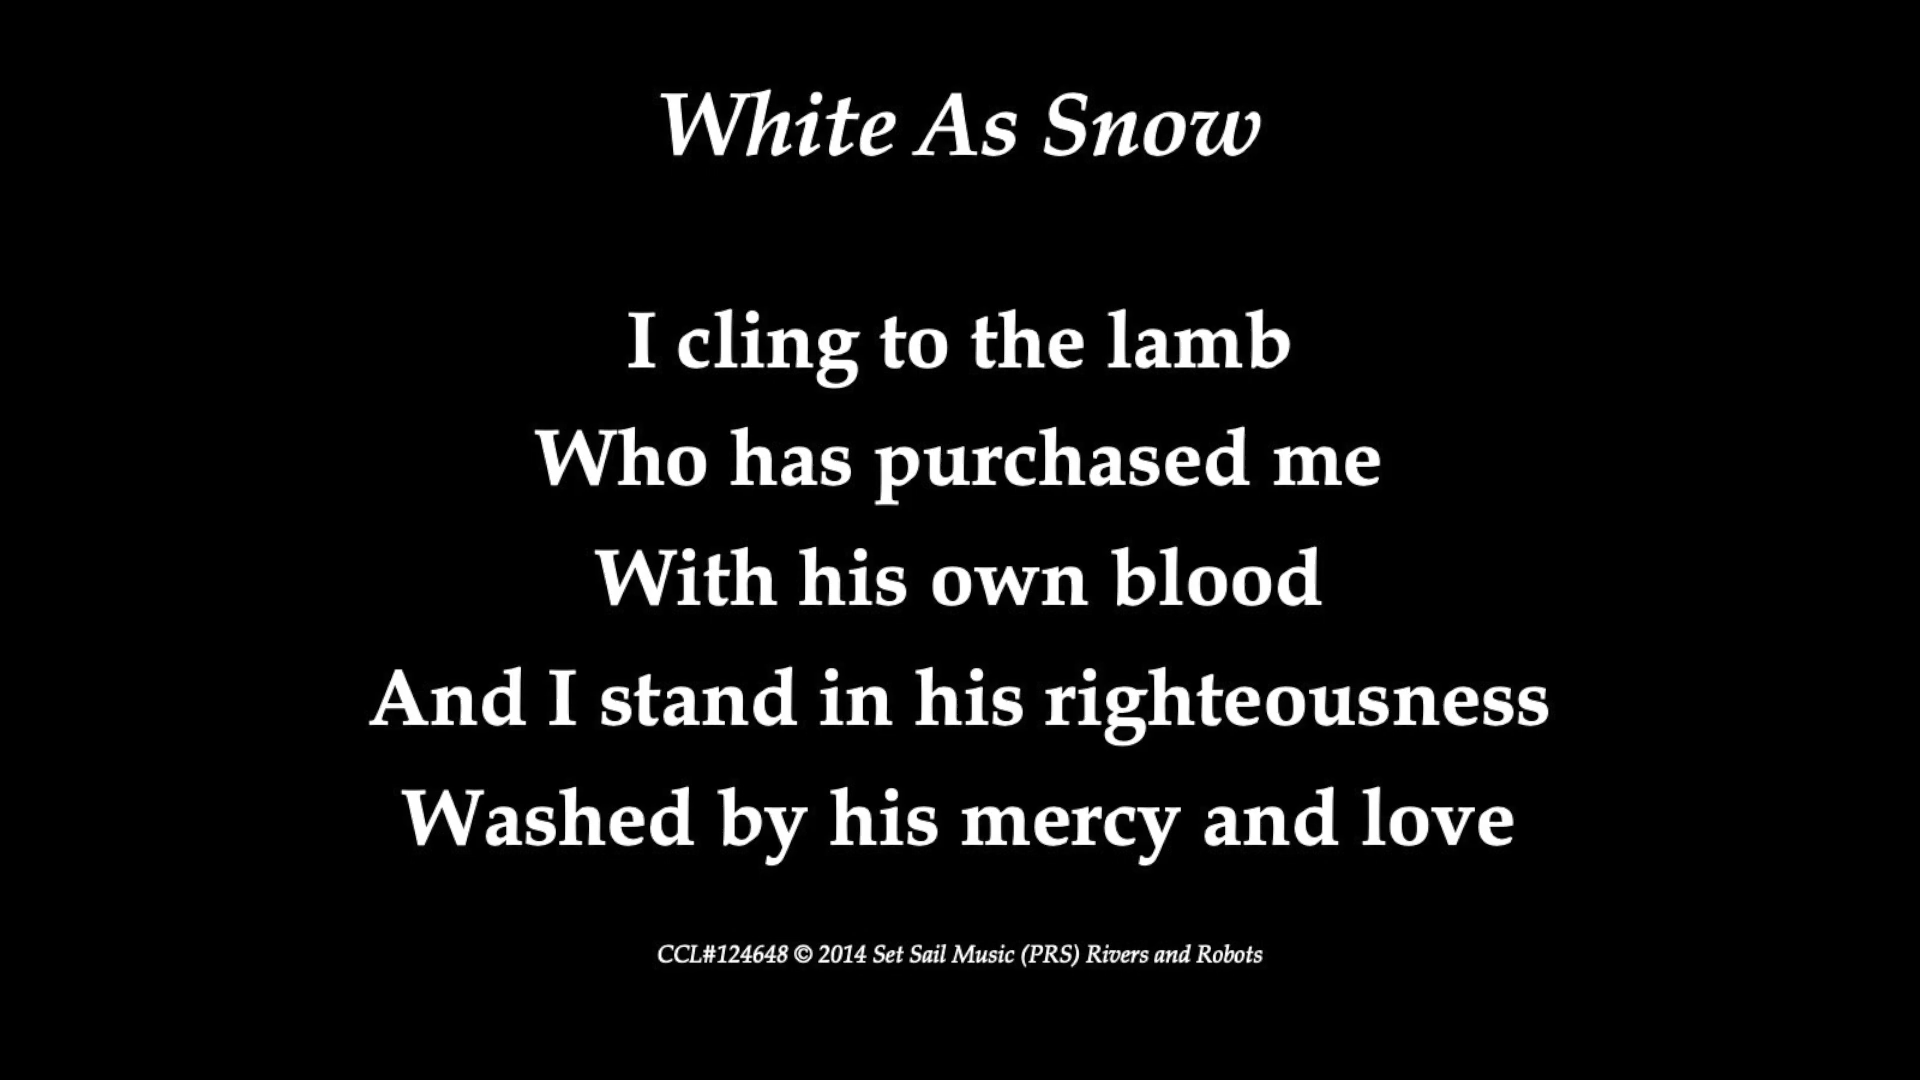 White As Snow
I cling to the lamb
Who has purchased me
With his own blood
And I stand in his righteousness
Washed by his mercy and love
CCL#124648 © 2014 Set Sail Music (PRS) Rivers and Robots